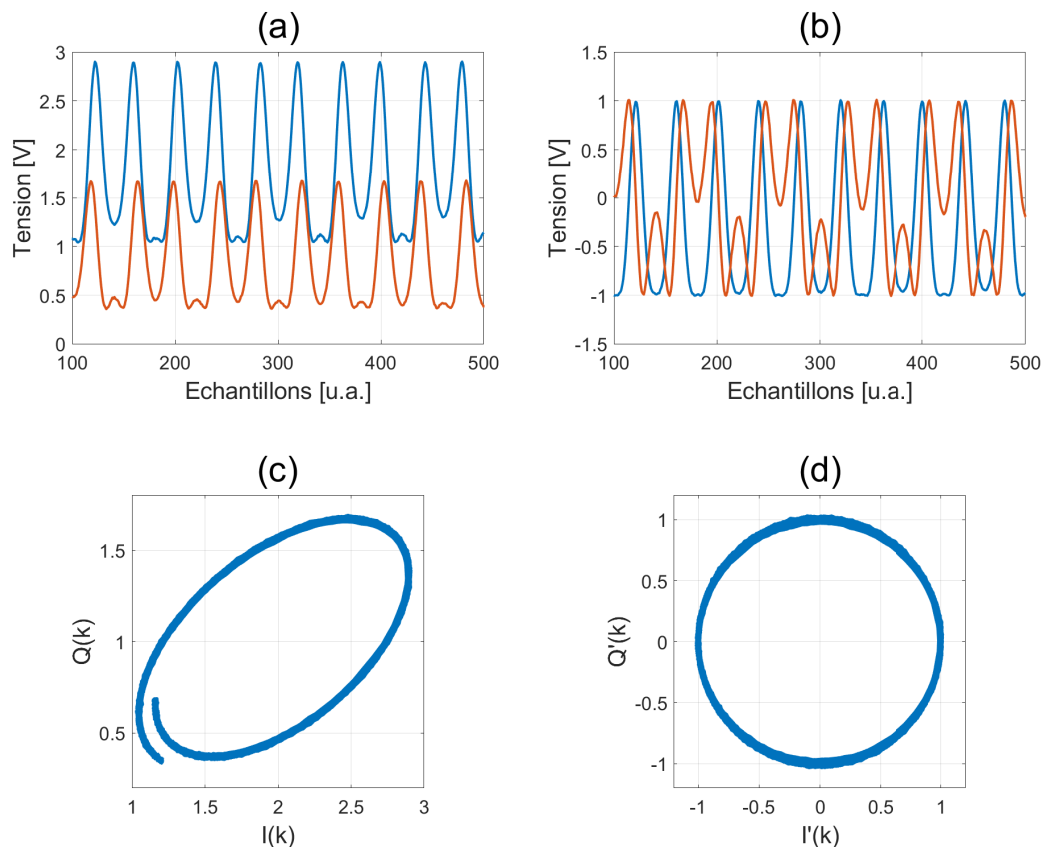 (a)
3
2.5
2
1.5
1
0.5
0
Tension [V]
100 200 300 400 500
Echantillons [u.a.]
(b)
1.5
1
0.5
0
-0.5
-1
-1.5
Tension [V]
100 200 300 400 500
Echantillons [u.a.]
(c)
1.5
1
0.5
Q(k)
1 1.5 2 2.5 3
I(k)
(d)
1
0.5
0
-0.5
-1
Q'(k)
-1 -0.5 0 0.5 1
I'(k)